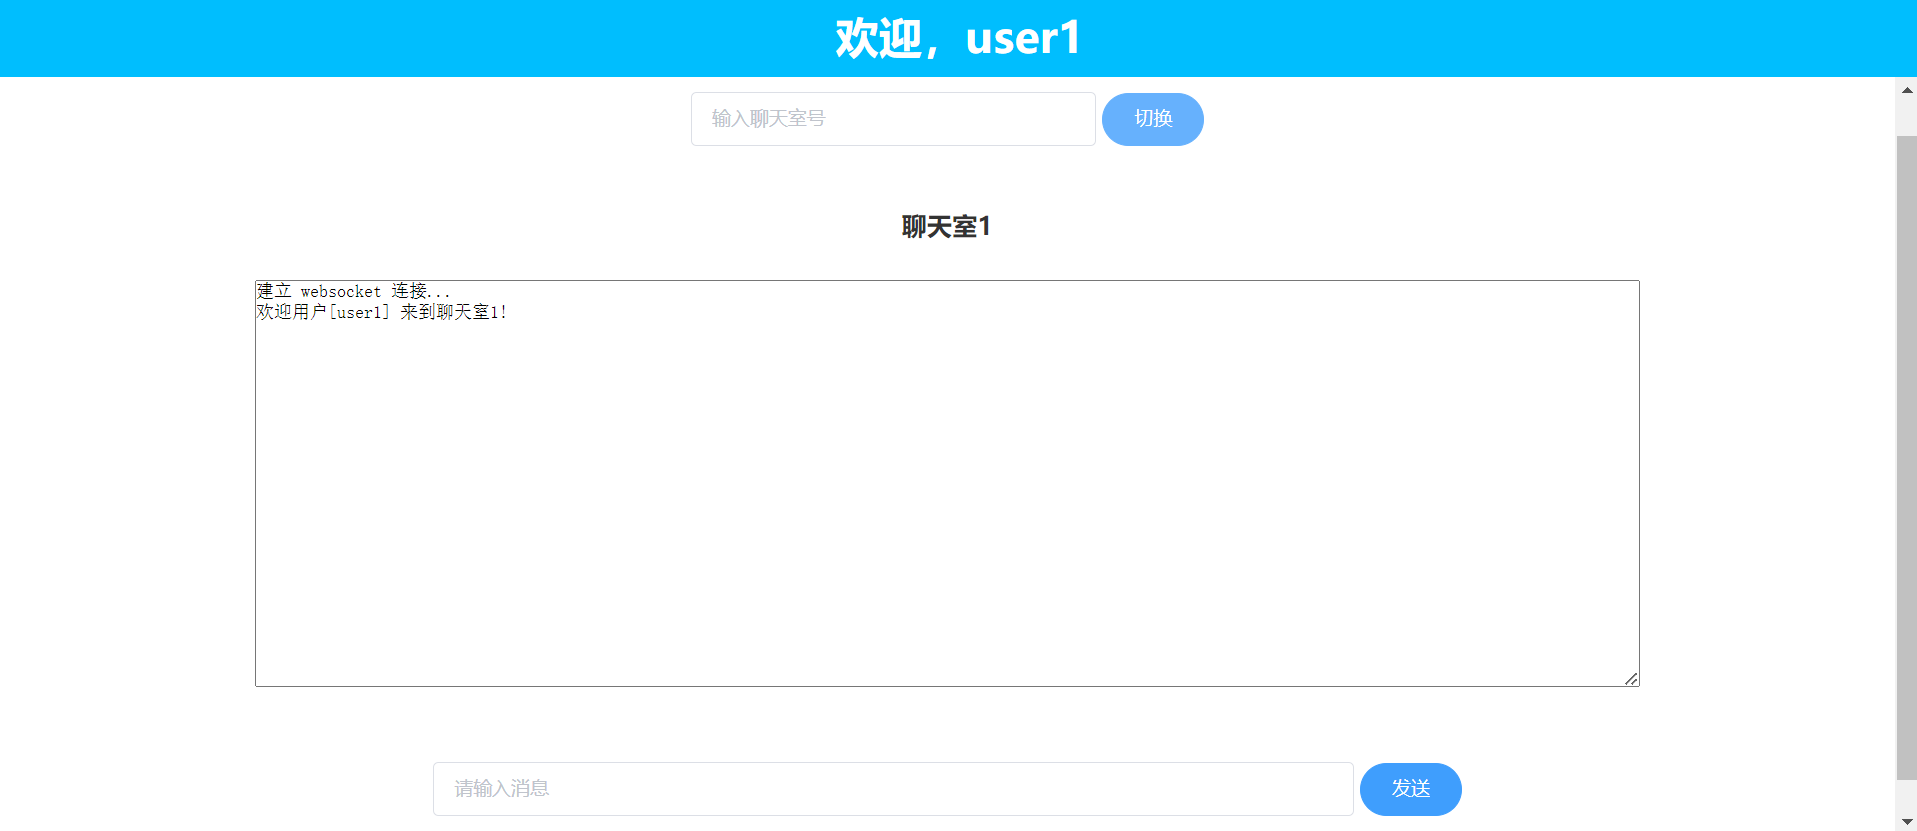 欢迎，user1
输入聊天室号 切换
聊天室1
建立 websocket 连接...
欢迎用户[user1] 来到聊天室1!
请输入消息 发送